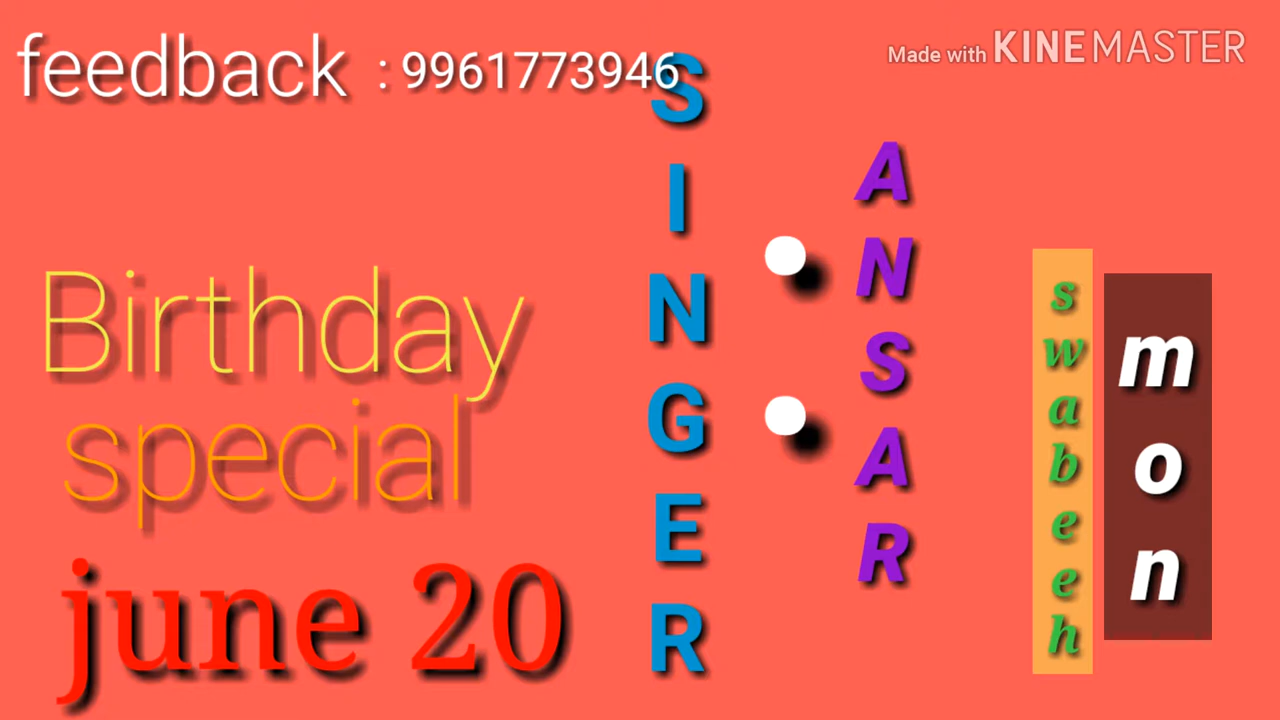 feedback : 9961773946
Made with KINEMASTER
Birthday
special
june 20
SINGER
:
ANSAR
swabeeh
mon